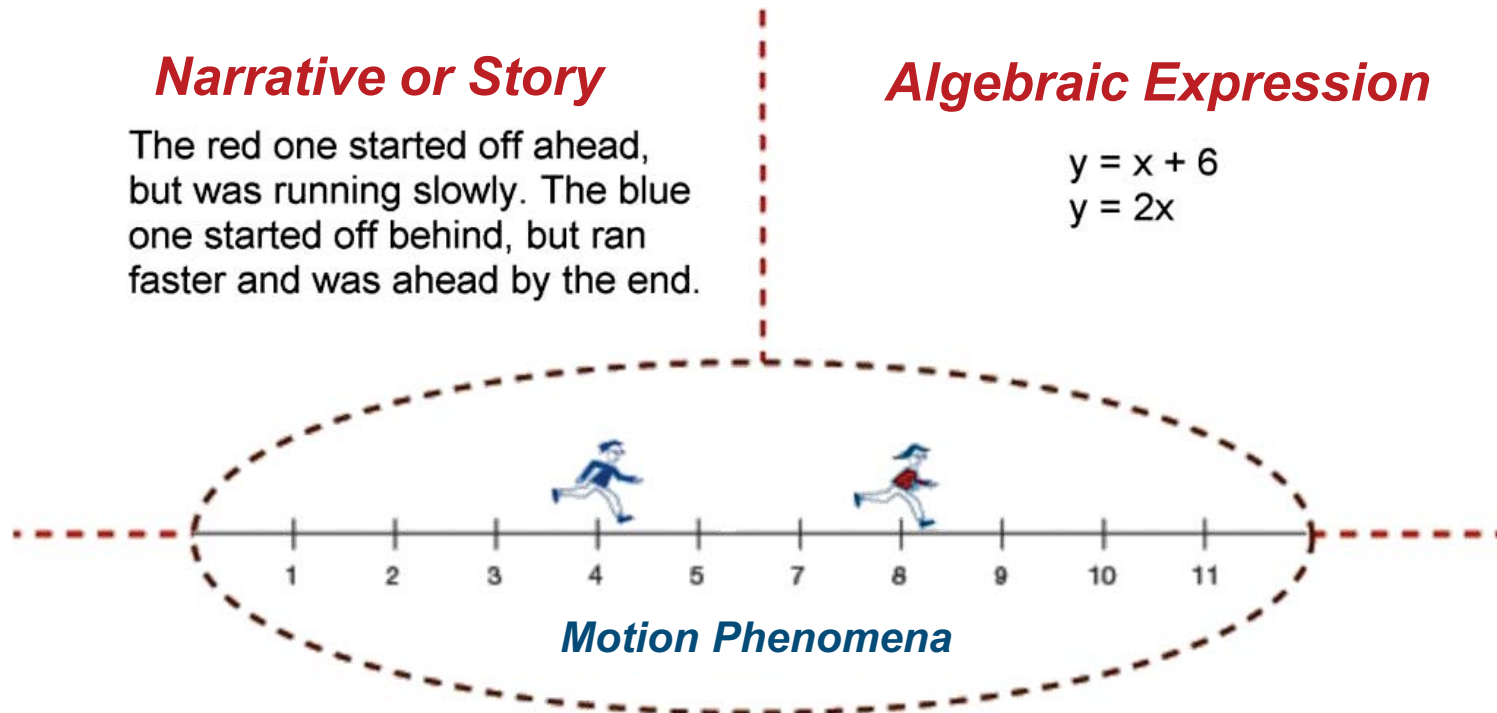 Narrative or Story
The red one started off ahead,
but was running slowly. The blue
one started off behind, but ran
faster and was ahead by the end.
Algebraic Expression
y = x + 6
y = 2x
1 2 3 4 5 7 8 9 10 11
Motion Phenomena